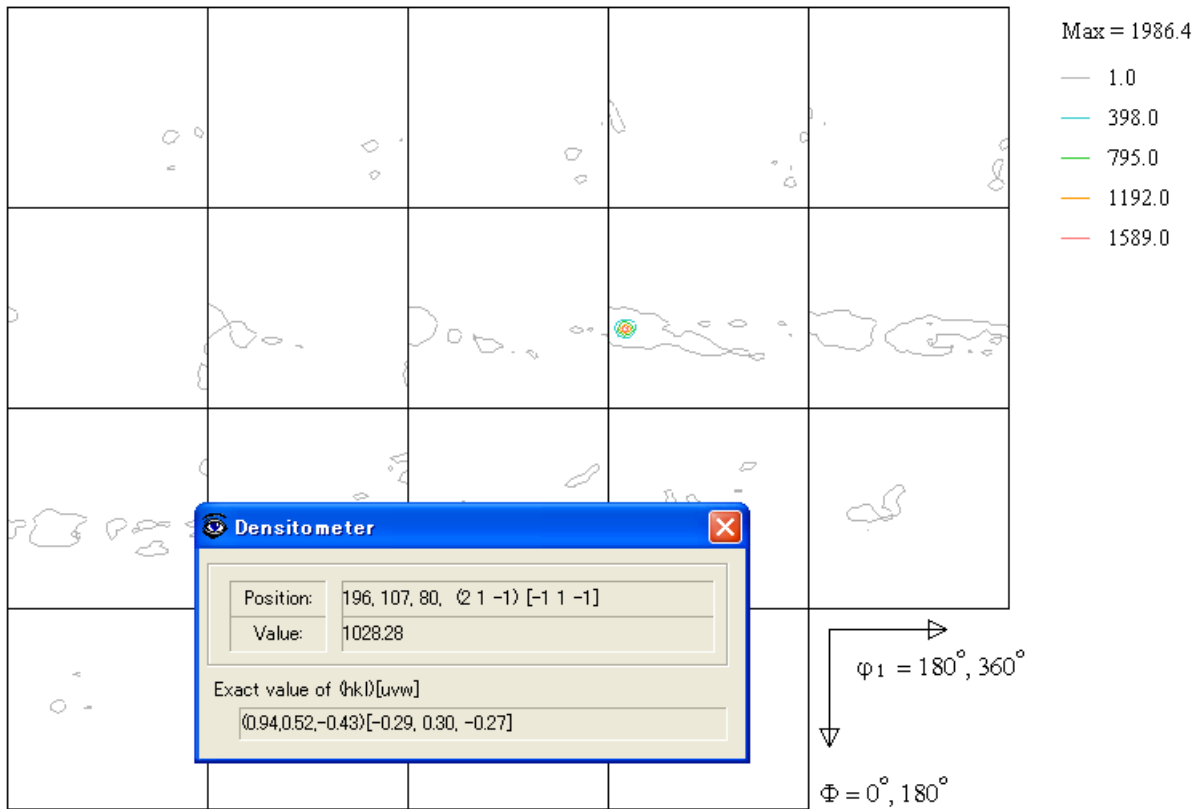 Max = 1986.4
1.0
398.0
795.0
1192.0
1589.0
Densitometer
Position: 196, 107, 80, (2 1 -1) [-1 1 -1]
Value: 1028.28
Exact value of (hkl)[uvw]
(0.94,0.52,-0.43)[-0.29, 0.30, -0.27]
φ1 = 180°, 360°
Φ = 0°, 180°